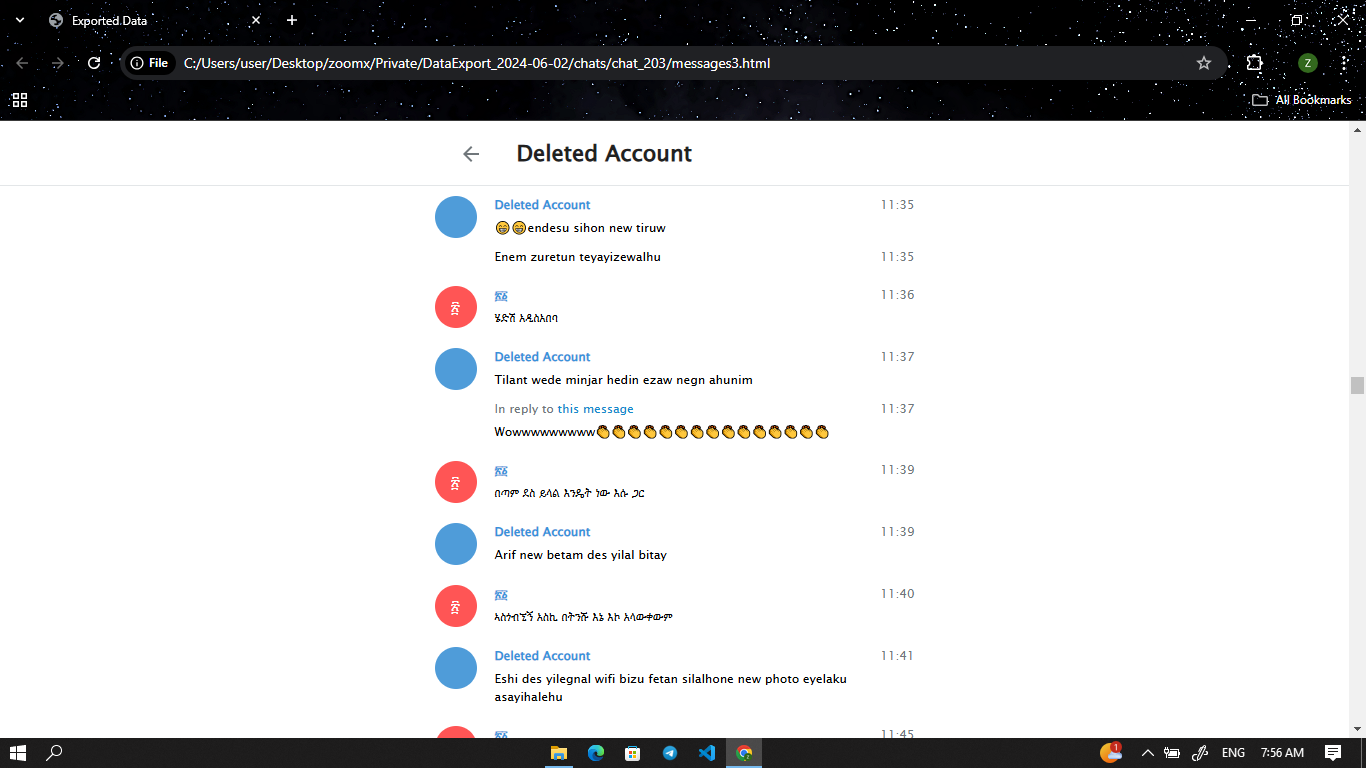 Exported Data
File
C:/Users/user/Desktop/zoomx/Private/DataExport_2024-06-02/chats/chat_203/messages3.html
Z
All Bookmarks
Deleted Account
Deleted Account 11:35
😁😁endesu sihon new tiruw
Enem zuretun teyayizewalhu 11:35
11:36
ሄድሽ አዲስአበባ
Deleted Account 11:37
Tilant wede minjar hedin ezaw negn ahunim
In reply to this message 11:37
Wowwwwwwwww👏👏👏👏👏👏👏👏👏👏👏👏👏👏👏
11:39
በጣም ደስ ይላል እንዴት ነው እሱ ጋር
Deleted Account 11:39
Arif new betam des yilal bitay
11:40
አስጎብኚኝ እስኪ በትንሹ እኔ እኮ አላውቀውም
Deleted Account 11:41
Eshi des yilegnal wifi bizu fetan silalhone new photo eyelaku
asayihalehu
11:45
1
ENG
7:56 AM